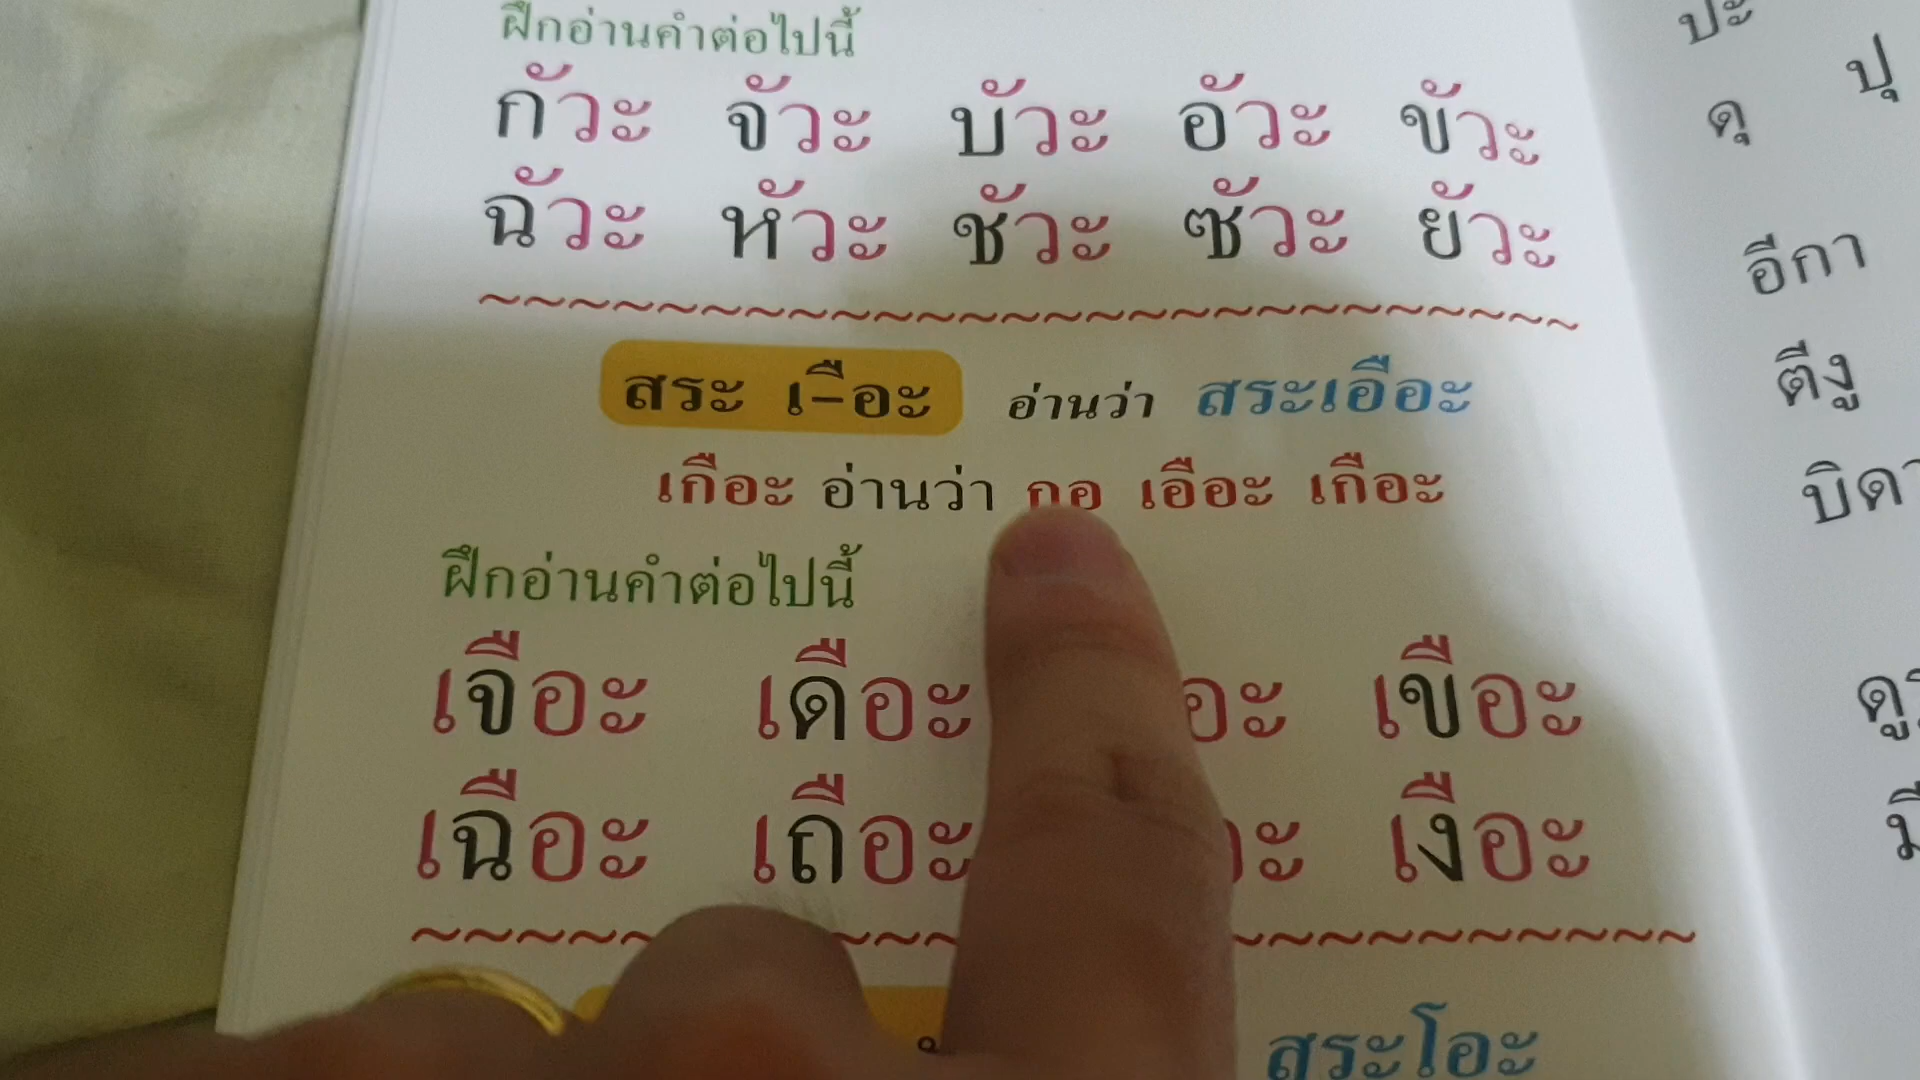 ฝึกอ่านคำต่อไปนี้
กัวะ จัวะ บัวะ อัวะ ขัวะ
ฉัวะ หัวะ ชัวะ ซัวะ ยัวะ
สระ เ-ือะ อ่านว่า สระเอือะ
เกือะ อ่านว่า กอ เอือะ เกือะ
ฝึกอ่านคำต่อไปนี้
เจือะ เดือะ เขือะ
เฉือะ เถือะ เงือะ
สระโอะ
ปะ
ดุ ปุ
อีกา
ตีงู